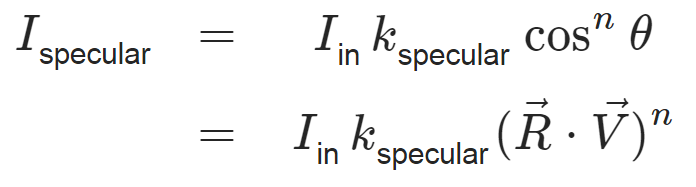 I_specular = I_in k_specular cos^n θ
= I_in k_specular (R⃗ · V⃗)^n